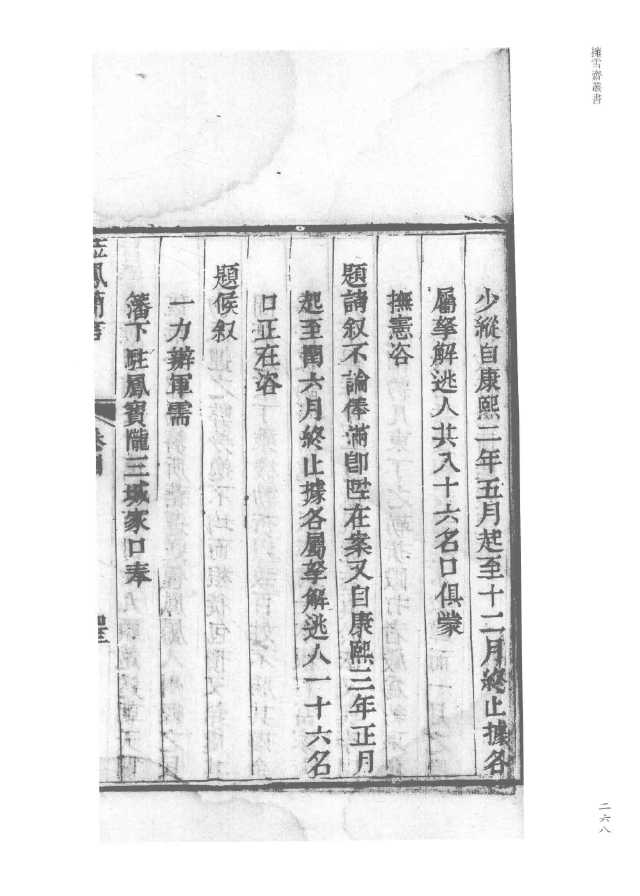 擁雪齋叢書
少縱自康熙二年五月起至十二月終止據各
屬拏解逃人共八十六名口俱蒙
撫憲咨
題請叙不論俸滿卽陞在案又自康熙三年正月
起至閏六月終止據各屬拏解逃人一十六名
口正在咨
題候叙
一力辦軍需
藩下駐鳳寶隴三城家口奉
二六八